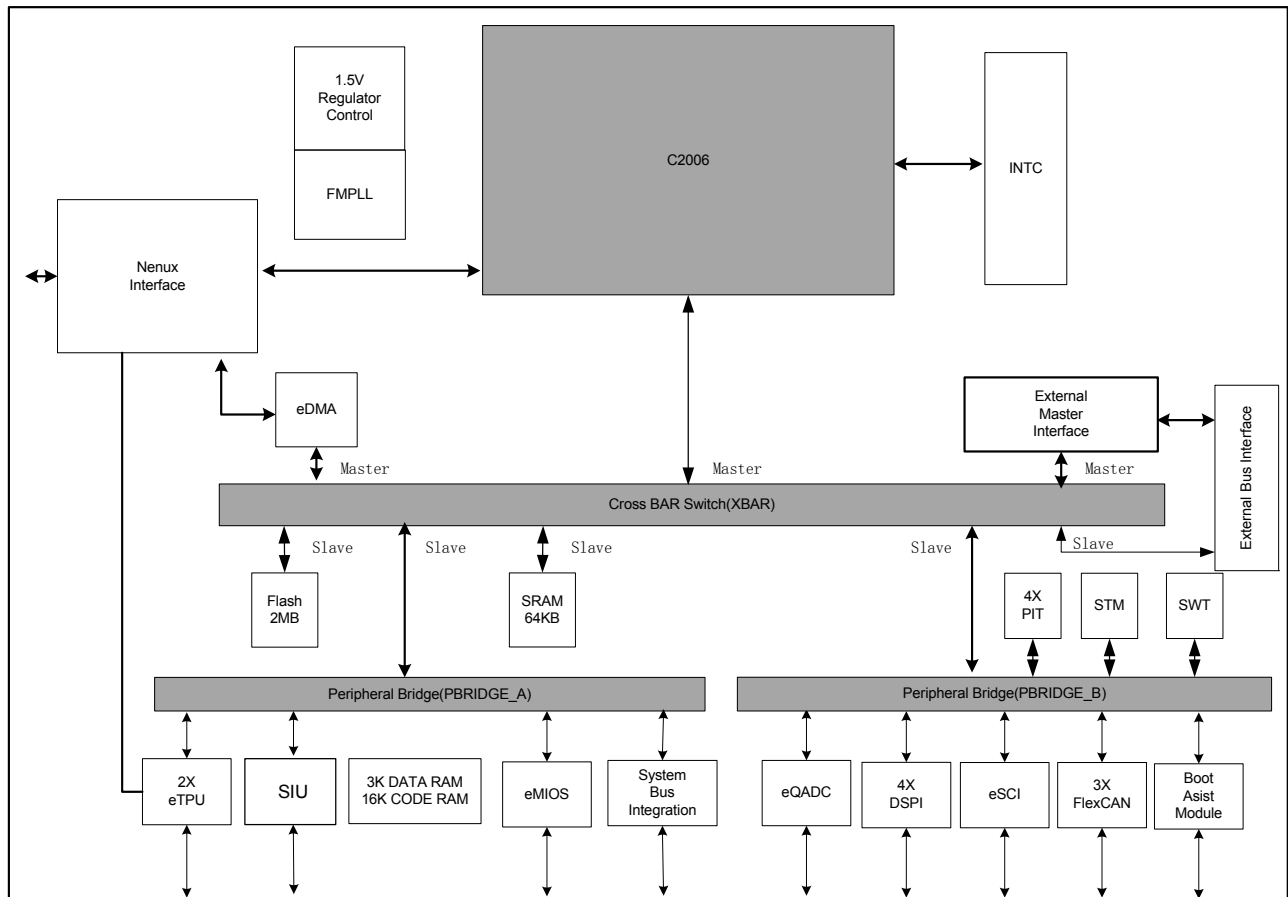 1.5V
Regulator
Control
C2006
INTC
FMPLL
Nenux
Interface
eDMA
External
Master
Interface
External Bus Interface
Master
Master
Master
Cross BAR Switch(XBAR)
Slave
Slave
Slave
Slave
Slave
Flash
2MB
SRAM
64KB
4X
PIT
STM
SWT
Peripheral Bridge(PBRIDGE_A)
Peripheral Bridge(PBRIDGE_B)
2X
eTPU
SIU
3K DATA RAM
16K CODE RAM
eMIOS
System
Bus
Integration
eQADC
4X
DSPI
eSCI
3X
FlexCAN
Boot
Asist
Module